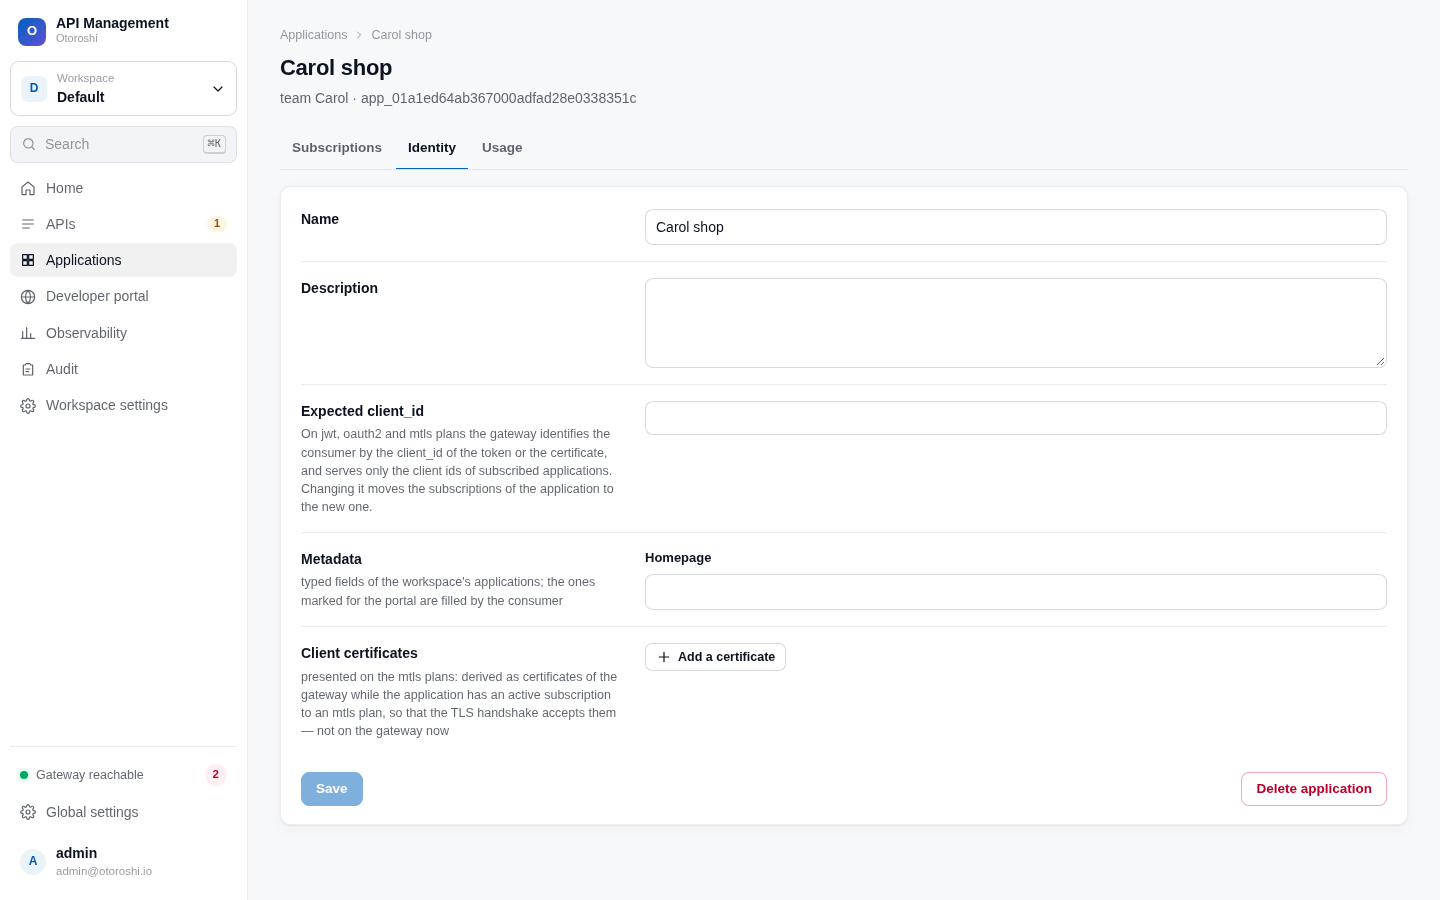 O
API Management
Otoroshi
D
Workspace
Default
Search
⌘K
Home
APIs
1
Applications
Developer portal
Observability
Audit
Workspace settings
Gateway reachable
2
Global settings
A
admin
admin@otoroshi.io
Applications
Carol shop
Carol shop
team Carol · app_01a1ed64ab367000adfad28e0338351c
Subscriptions
Identity
Usage
Name
Carol shop
Description
Expected client_id
On jwt, oauth2 and mtls plans the gateway identifies the
consumer by the client_id of the token or the certificate,
and serves only the client ids of subscribed applications.
Changing it moves the subscriptions of the application to
the new one.
Metadata
typed fields of the workspace's applications; the ones
marked for the portal are filled by the consumer
Homepage
Client certificates
presented on the mtls plans: derived as certificates of the
gateway while the application has an active subscription
to an mtls plan, so that the TLS handshake accepts them
— not on the gateway now
Add a certificate
Save
Delete application